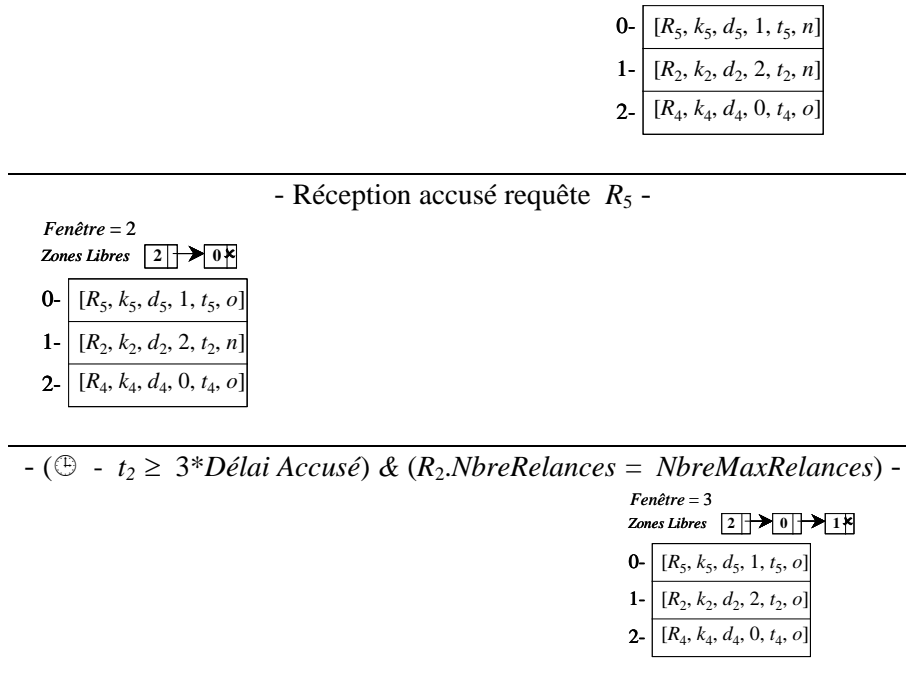 0- [R5, k5, d5, 1, t5, n]
1- [R2, k2, d2, 2, t2, n]
2- [R4, k4, d4, 0, t4, o]
- Réception accusé requête R5 -
Fenêtre = 2
Zones Libres 2 0
0- [R5, k5, d5, 1, t5, o]
1- [R2, k2, d2, 2, t2, n]
2- [R4, k4, d4, 0, t4, o]
- (🕒 - t2 ≥ 3*Délai Accusé) & (R2.NbreRelances = NbreMaxRelances) -
Fenêtre = 3
Zones Libres 2 0 1
0- [R5, k5, d5, 1, t5, o]
1- [R2, k2, d2, 2, t2, o]
2- [R4, k4, d4, 0, t4, o]